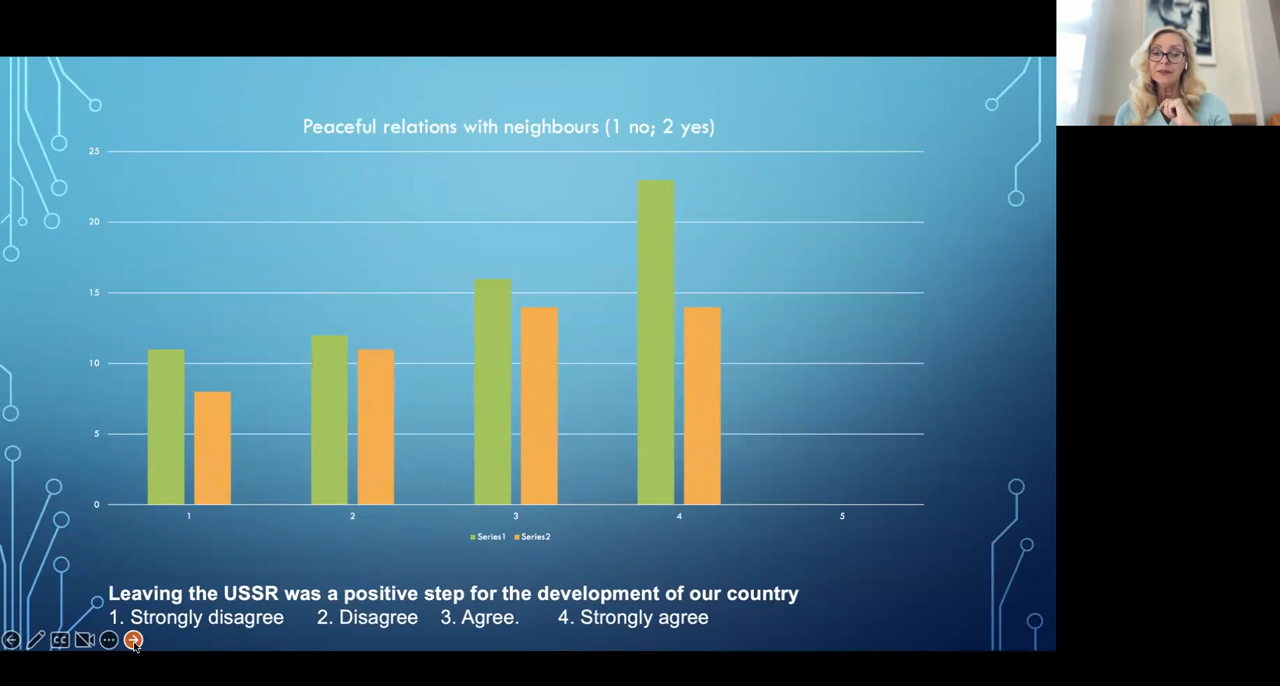 Peaceful relations with neighbours (1 no; 2 yes)
25
20
15
10
5
0
1 2 3 4 5
Series1 Series2
Leaving the USSR was a positive step for the development of our country
1. Strongly disagree 2. Disagree 3. Agree. 4. Strongly agree
CC